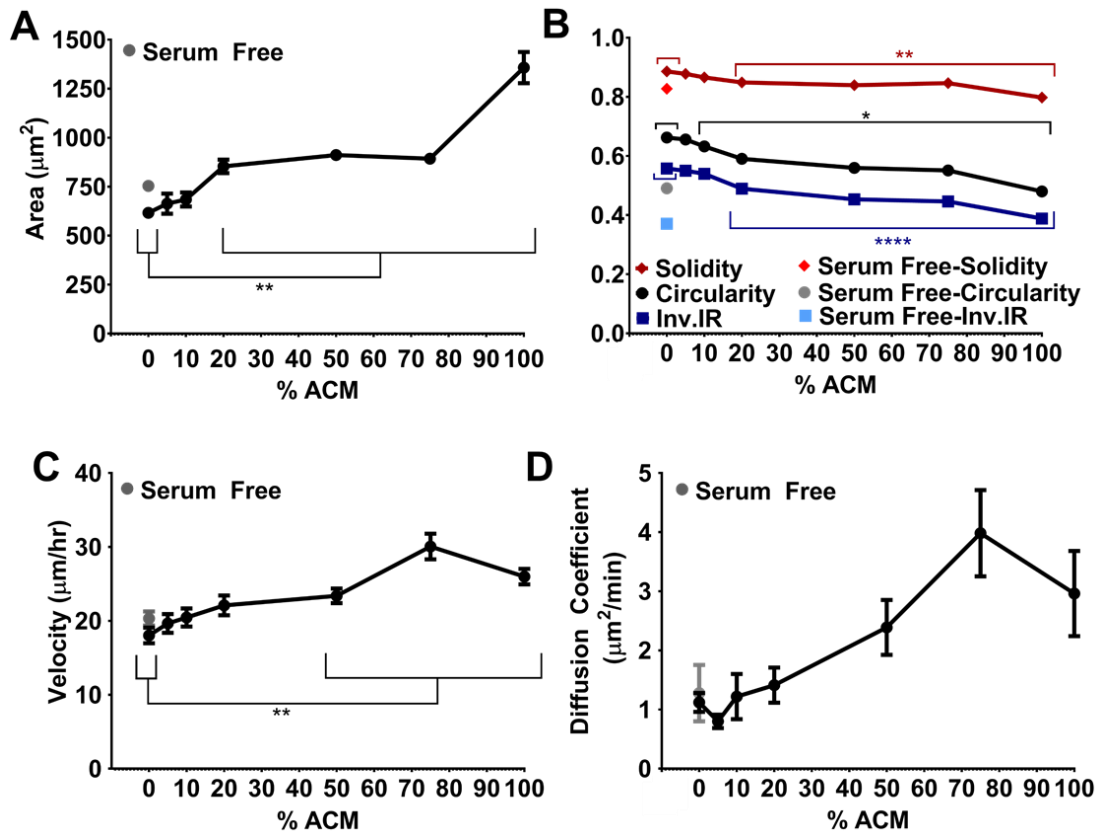 A
Serum Free
1500
1250
1000
750
500
250
0
Area (μm²)
**
0 10 20 30 40 50 60 70 80 90 100
% ACM
B
1.0
0.8
0.6
0.4
0.2
0.0
**
*
****
Solidity
Circularity
Inv.IR
Serum Free-Solidity
Serum Free-Circularity
Serum Free-Inv.IR
0 10 20 30 40 50 60 70 80 90 100
% ACM
C
Serum Free
40
30
20
10
0
Velocity (μm/hr)
**
0 10 20 30 40 50 60 70 80 90 100
% ACM
D
Serum Free
5
4
3
2
1
0
Diffusion Coefficient
(μm²/min)
0 10 20 30 40 50 60 70 80 90 100
% ACM